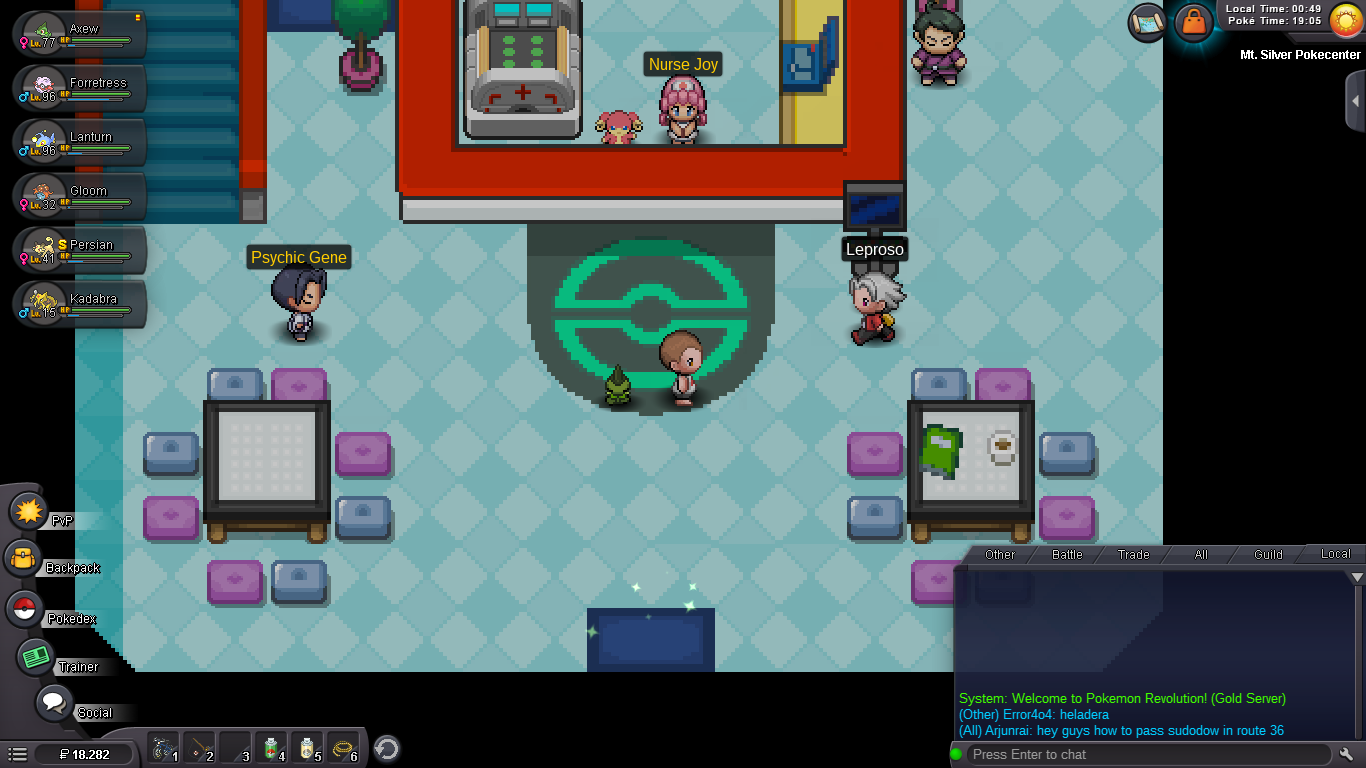 Axew
Lv.77 HP
Forretress
Lv.96 HP
Lanturn
Lv.96 HP
Gloom
Lv.32 HP
S Persian
Lv.41 HP
Kadabra
Lv.15 HP
Local Time: 00:49
Poké Time: 19:05
Mt. Silver Pokecenter
Nurse Joy
Psychic Gene
Leproso
PvP
Backpack
Pokedex
Trainer
Social
₽ 18.282
1 2 3 4 5 6
Other Battle Trade All Guild Local
System: Welcome to Pokemon Revolution! (Gold Server)
(Other) Error4o4: heladera
(All) Arjunrai: hey guys how to pass sudodow in route 36
Press Enter to chat